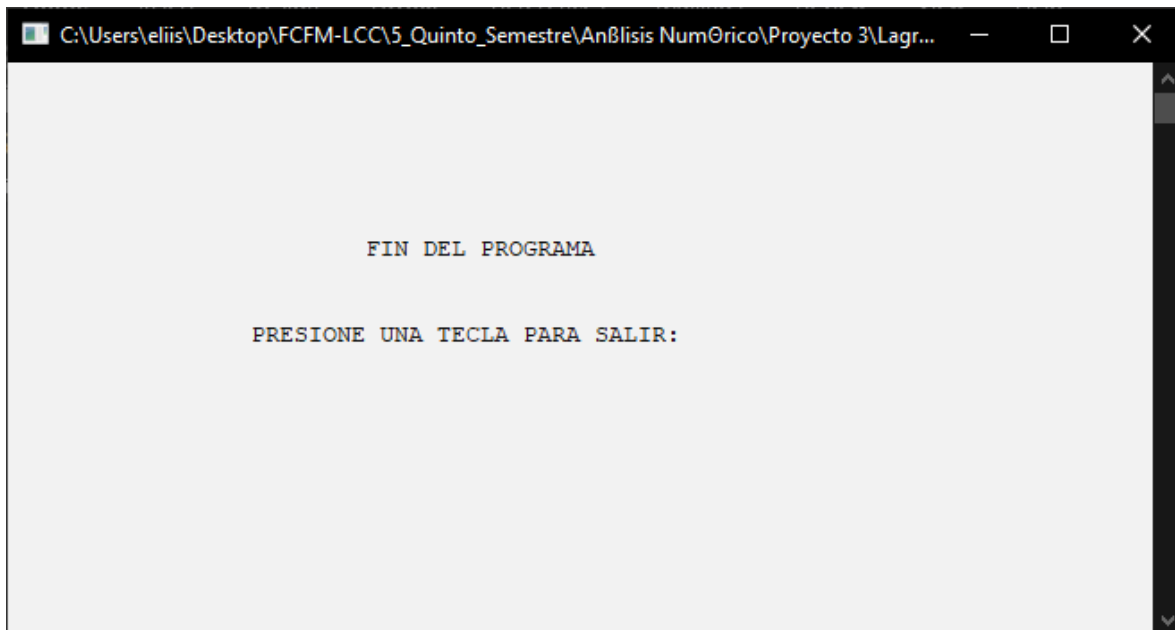 C:\Users\eliis\Desktop\FCFM-LCC\5_Quinto_Semestre\Anßlisis NumΘrico\Proyecto 3\Lagr...
FIN DEL PROGRAMA
PRESIONE UNA TECLA PARA SALIR: